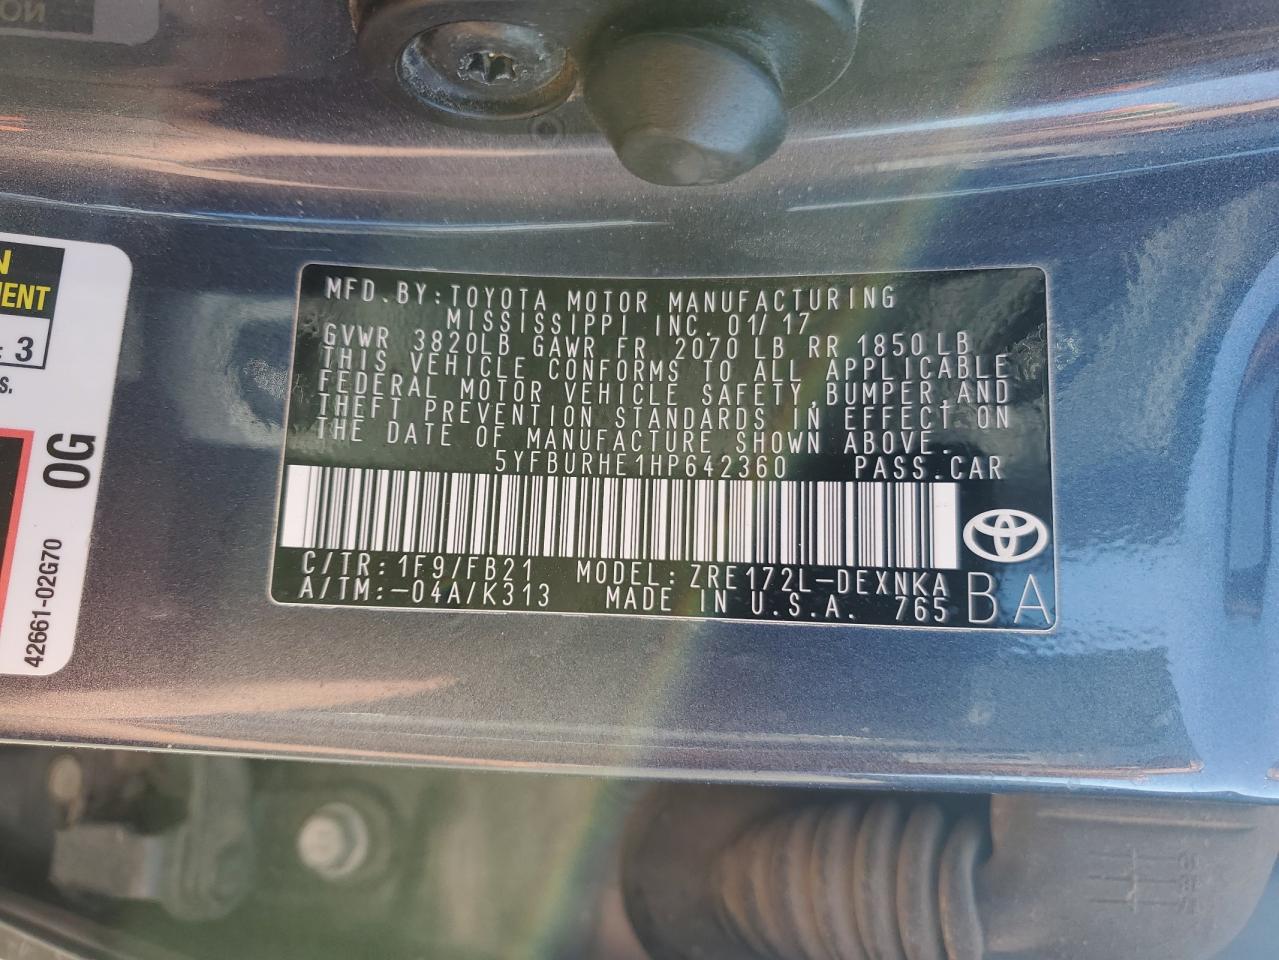 N
MENT
: 3
S.
0G
42661-02G70
MFD.BY:TOYOTA MOTOR MANUFACTURING
MISSISSIPPI INC. 01/17
GVWR 3820LB GAWR FR 2070 LB RR 1850 LB
THIS VEHICLE CONFORMS TO ALL APPLICABLE
FEDERAL MOTOR VEHICLE SAFETY,BUMPER,AND
THEFT PREVENTION STANDARDS IN EFFECT ON
THE DATE OF MANUFACTURE SHOWN ABOVE.
5YFBURHE1HP642360 PASS.CAR
C/TR:1F9/FB21 MODEL:ZRE172L-DEXNKA
A/TM:-04A/K313 MADE IN U.S.A. 765
BA